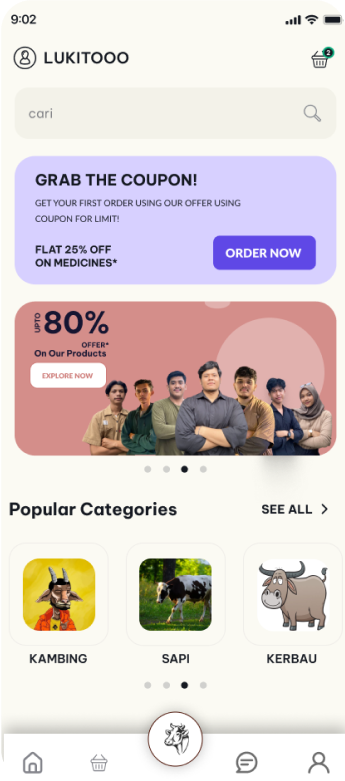 9:02
LUKITOOO
2
cari
GRAB THE COUPON!
GET YOUR FIRST ORDER USING OUR OFFER USING
COUPON FOR LIMIT!
FLAT 25% OFF
ON MEDICINES*
ORDER NOW
UPTO 80%
OFFER*
On Our Products
EXPLORE NOW
Popular Categories
SEE ALL
KAMBING
SAPI
KERBAU